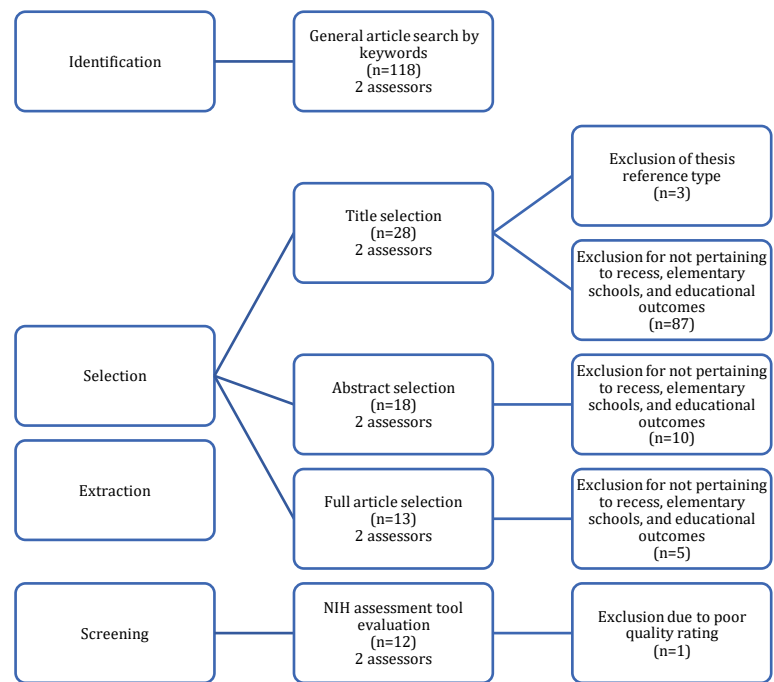 Identification
General article search by
keywords
(n=118)
2 assessors
Selection
Title selection
(n=28)
2 assessors
Exclusion of thesis
reference type
(n=3)
Exclusion for not pertaining
to recess, elementary
schools, and educational
outcomes
(n=87)
Abstract selection
(n=18)
2 assessors
Exclusion for not pertaining
to recess, elementary
schools, and educational
outcomes
(n=10)
Full article selection
(n=13)
2 assessors
Exclusion for not pertaining
to recess, elementary
schools, and educational
outcomes
(n=5)
Extraction
Screening
NIH assessment tool
evaluation
(n=12)
2 assessors
Exclusion due to poor
quality rating
(n=1)